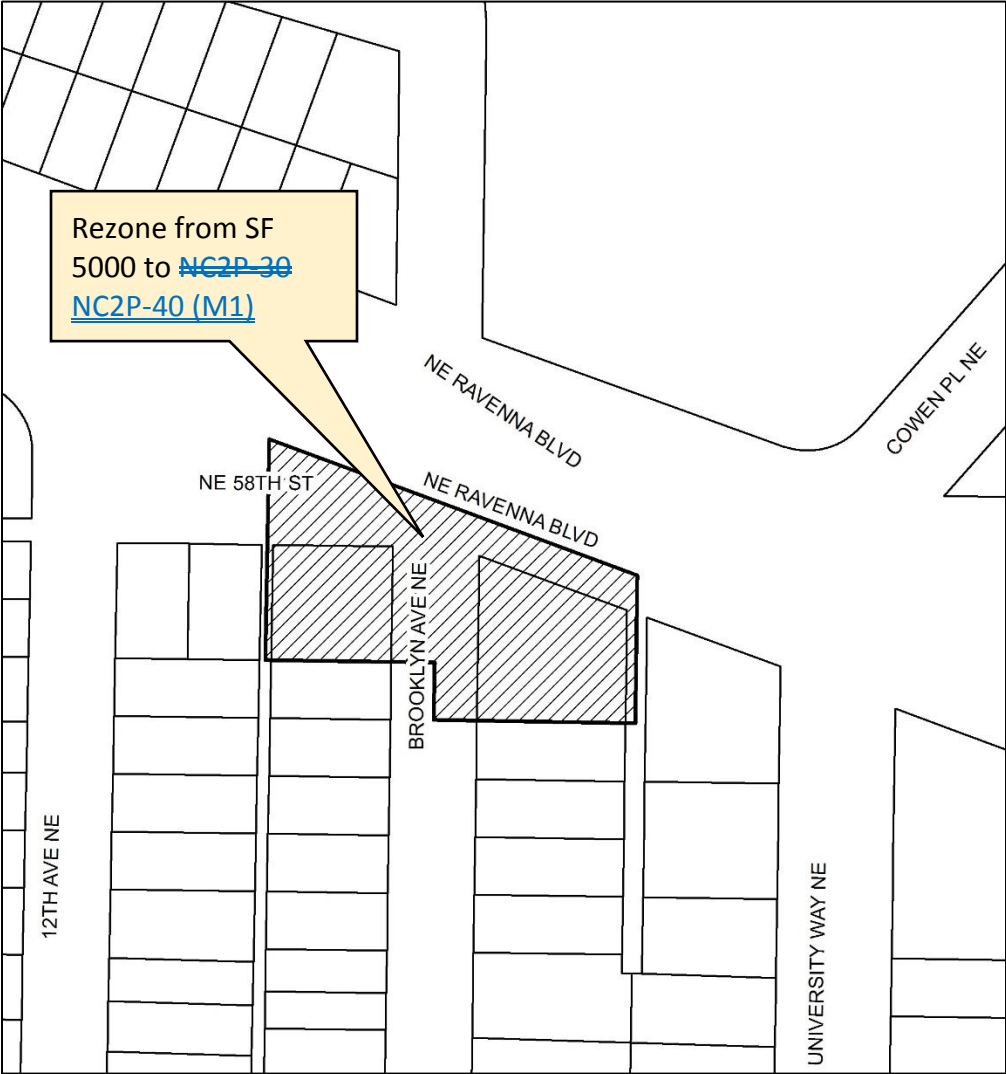 Rezone from SF
5000 to NC2P-30
NC2P-40 (M1)
NE RAVENNA BLVD
COWEN PL NE
NE 58TH ST
NE RAVENNA BLVD
BROOKLYN AVE NE
12TH AVE NE
UNIVERSITY WAY NE